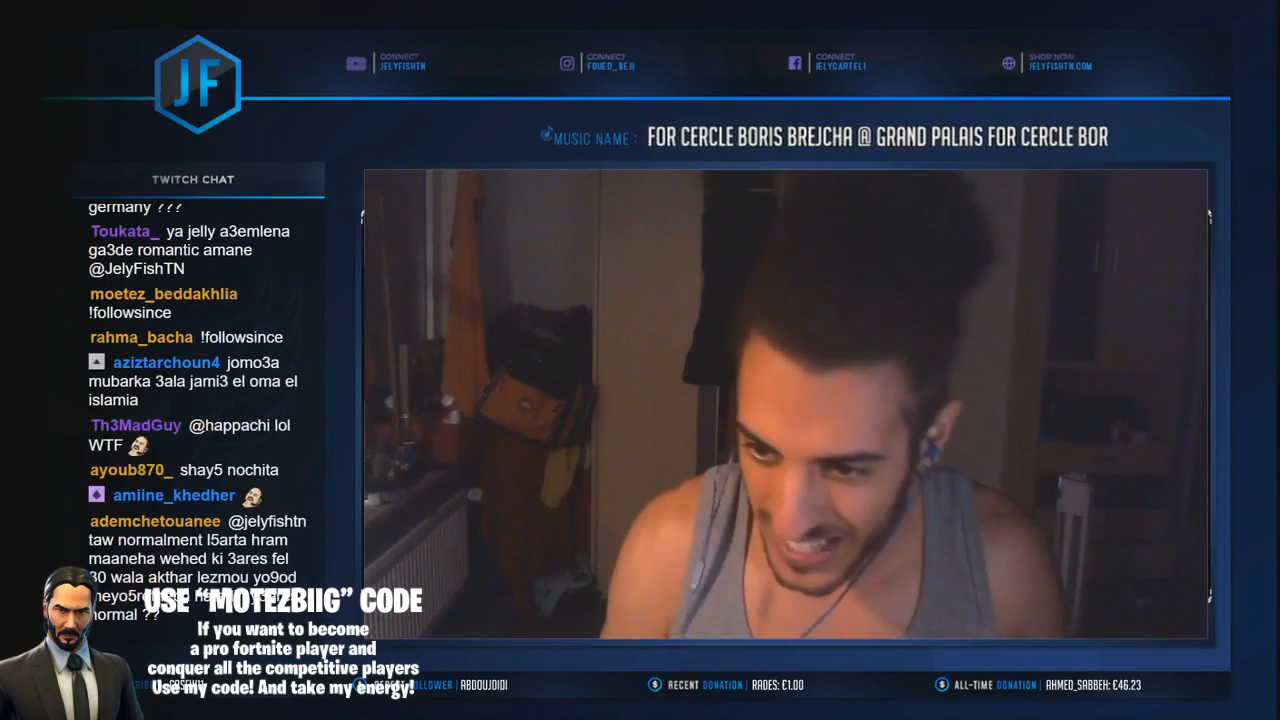 JF
CONNECT
JELYFISHTN
CONNECT
FOUED_BEJI
CONNECT
JELYCARTEL1
SHOP NOW
JELYFISHTN.COM
MUSIC NAME : FOR CERCLE BORIS BREJCHA @ GRAND PALAIS FOR CERCLE BOR
TWITCH CHAT
germany ???
Toukata_ ya jelly a3emlena
ga3de romantic amane
@JelyFishTN
moetez_beddakhlia
!followsince
rahma_bacha !followsince
aziztarchoun4 jomo3a
mubarka 3ala jami3 el oma el
islamia
Th3MadGuy @happachi lol
WTF
ayoub870_ shay5 nochita
amiine_khedher
ademchetouanee @jelyfishtn
taw normalment l5arta hram
maaneha wehed ki 3ares fel
30 wala akthar lezmou yo9od
normal ??
USE "MOTEZBIIG" CODE
If you want to become
a pro fortnite player and
conquer all the competitive players
Use my code! And take my energy!
FOLLOWER | ABDOUJDIDI
RECENT DONATION | RADES: €1.00
ALL-TIME DONATION | AHMED_SABBEH: €46.23